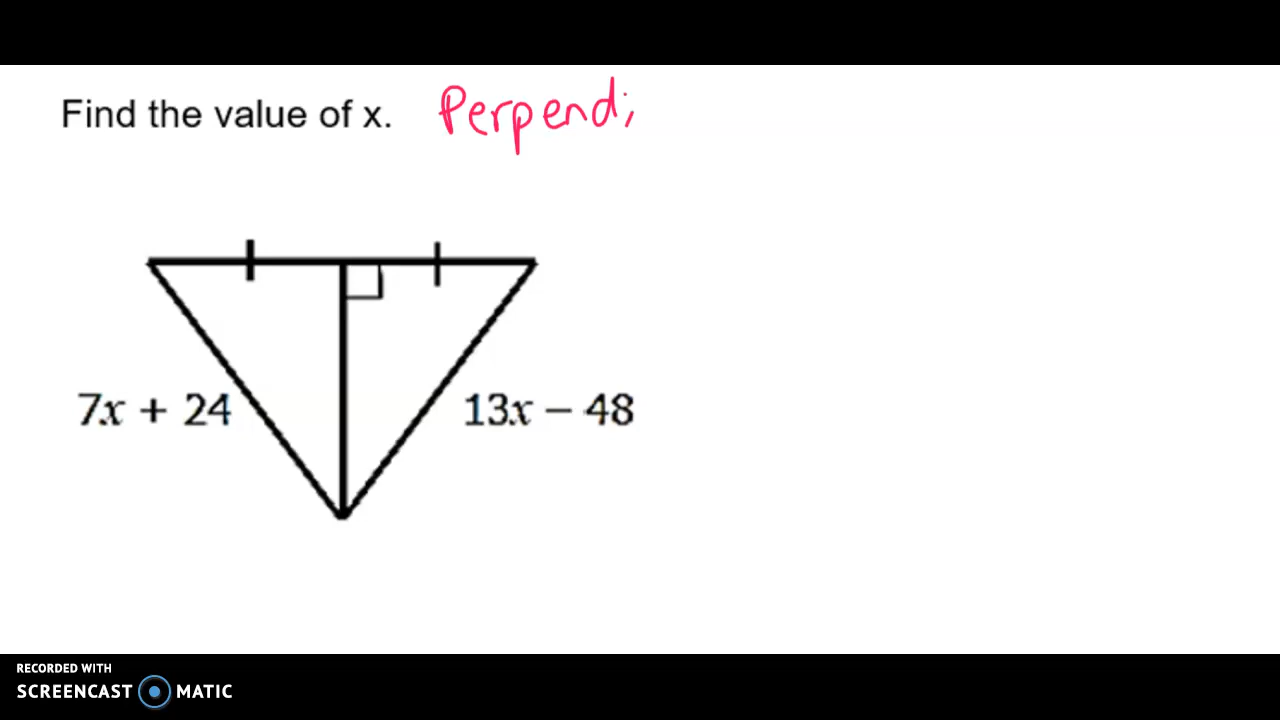 Find the value of x. Perpendi
7x + 24
13x − 48
RECORDED WITH
SCREENCAST MATIC